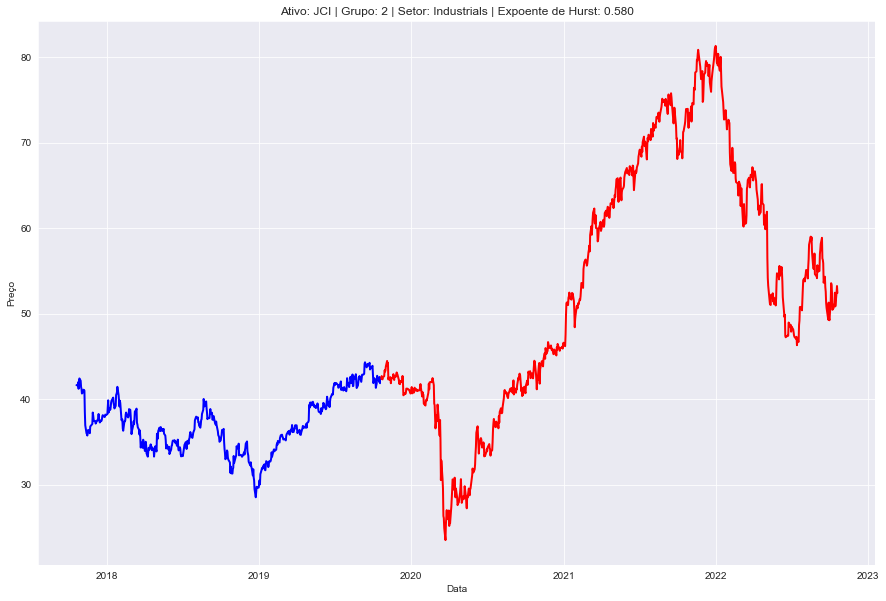 Ativo: JCI | Grupo: 2 | Setor: Industrials | Expoente de Hurst: 0.580
Preço
80
70
60
50
40
30
2018 2019 2020 2021 2022 2023
Data